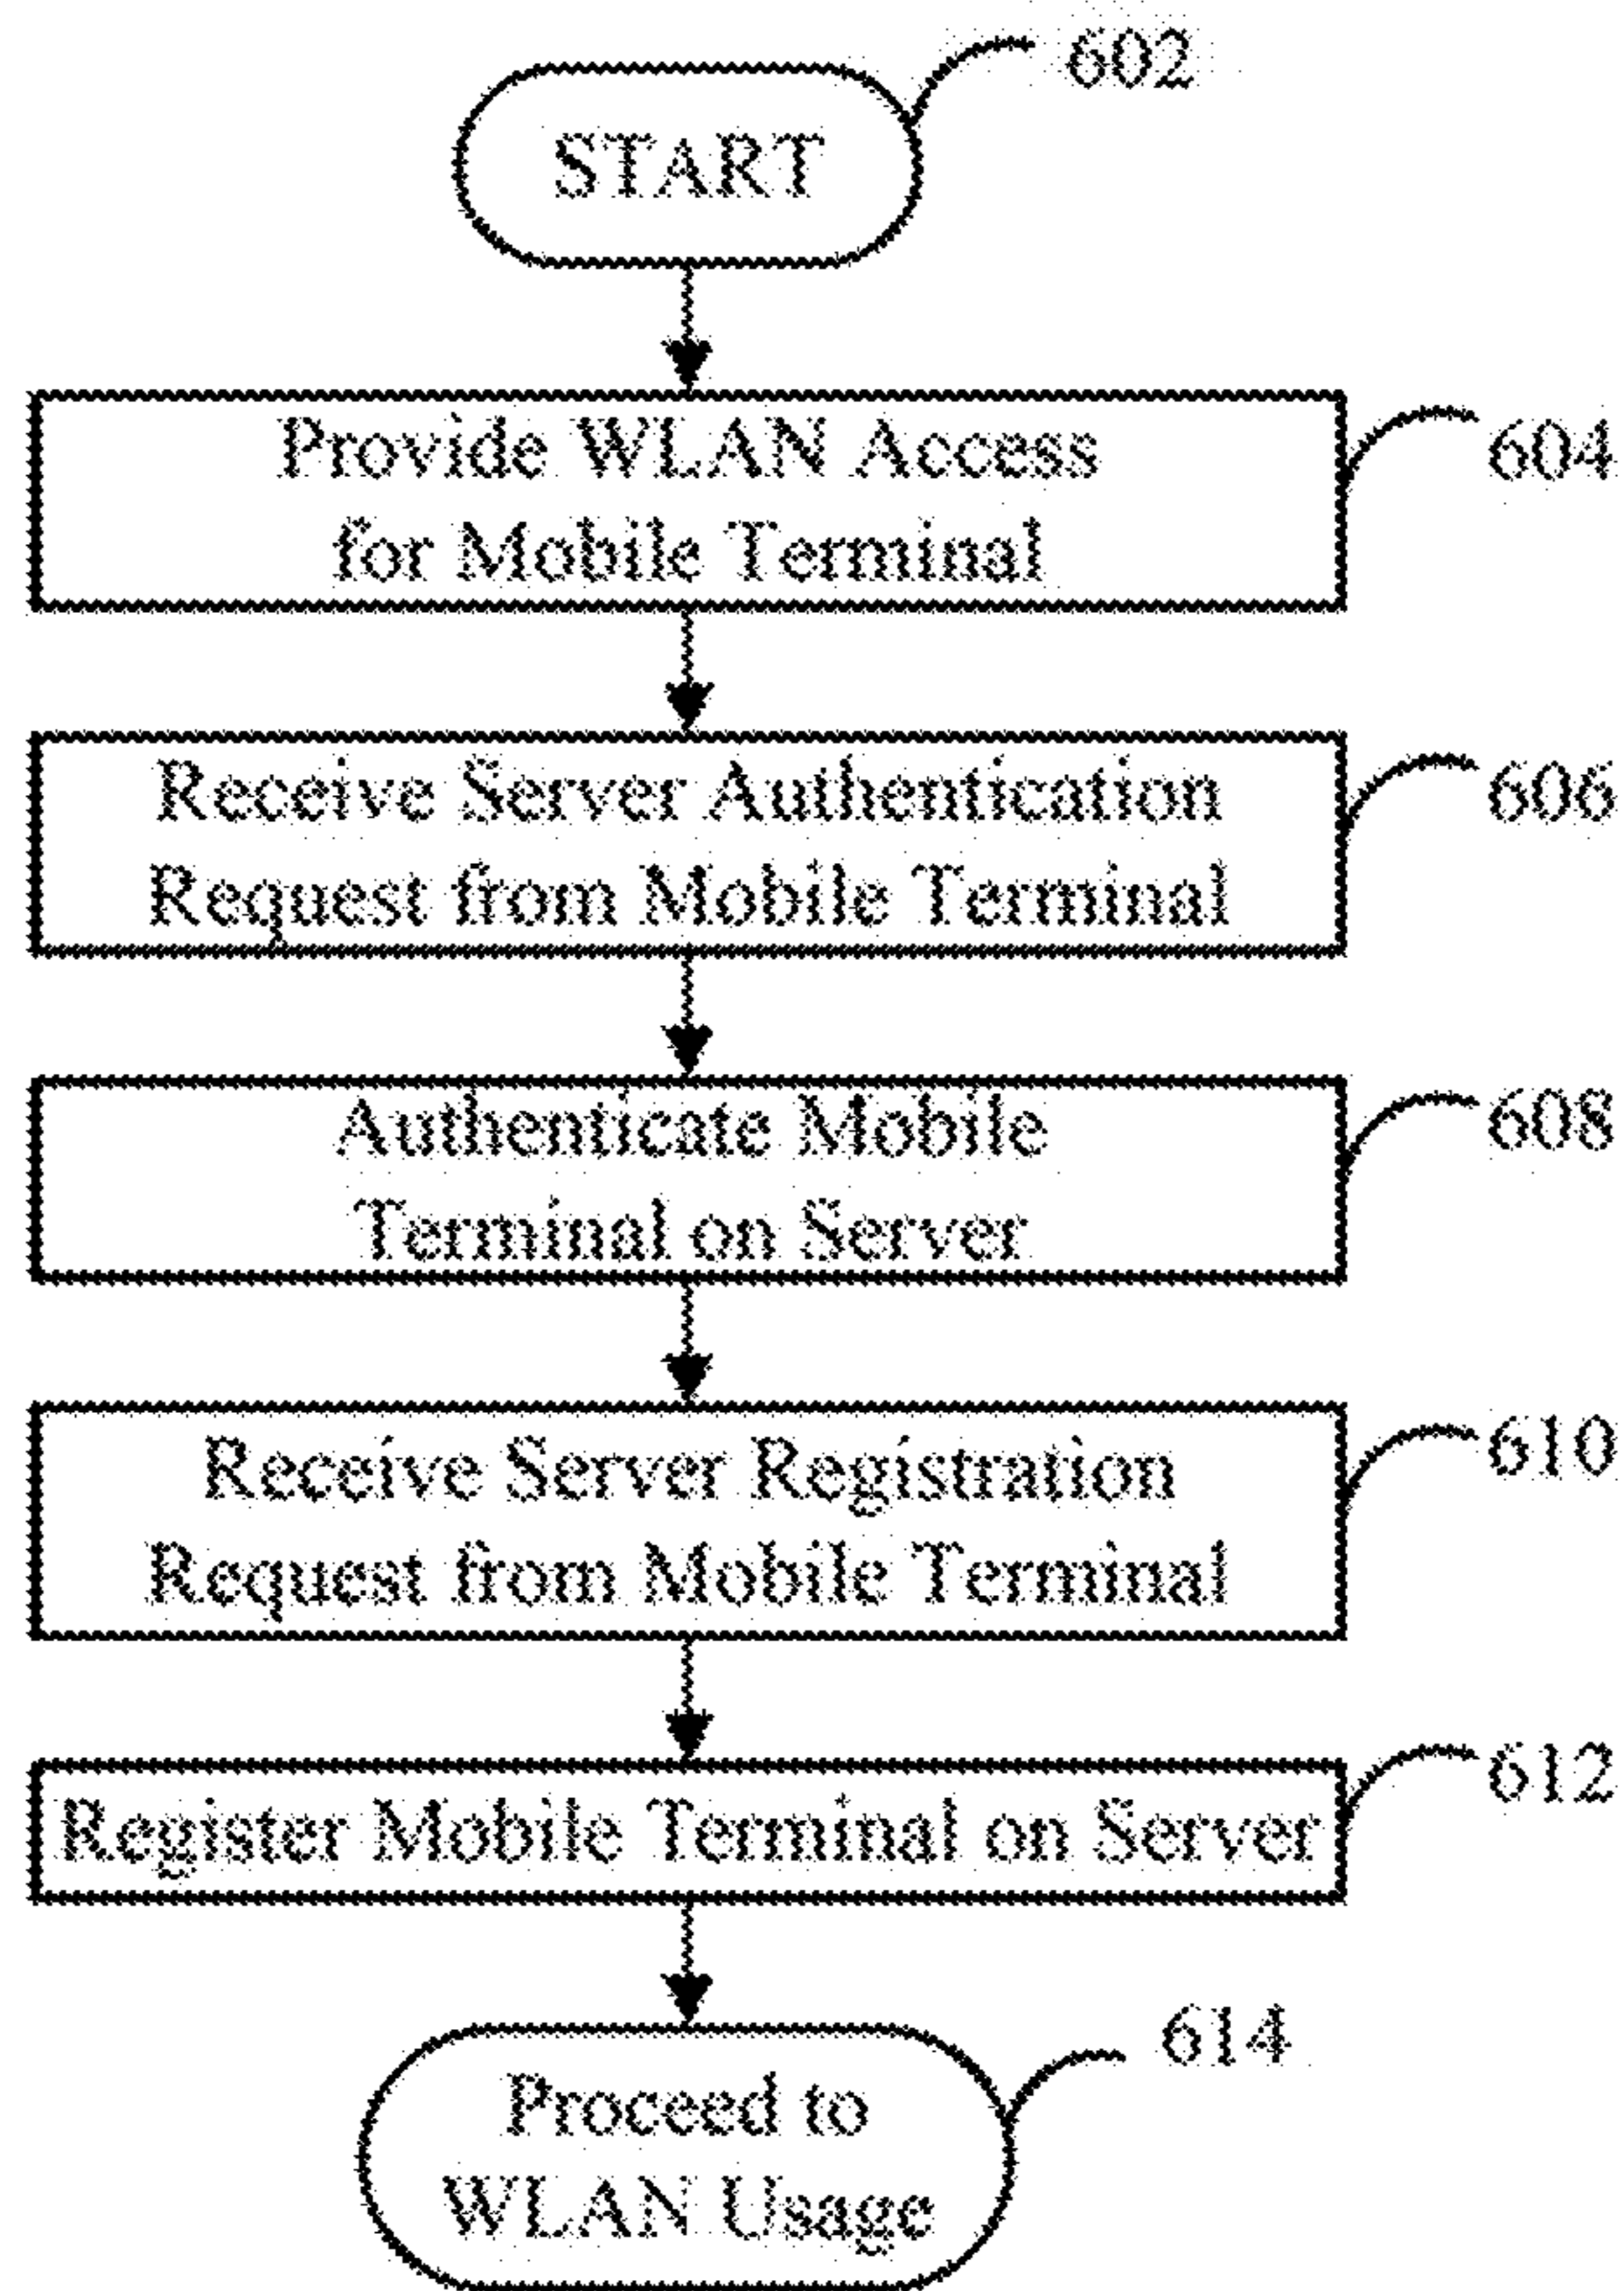 602
START
Provide WLAN Access
for Mobile Terminal
604
Receive Server Authentication
Request from Mobile Terminal
606
Authenticate Mobile
Terminal on Server
608
Receive Server Registration
Request from Mobile Terminal
610
Register Mobile Terminal on Server
612
Proceed to
WLAN Usage
614